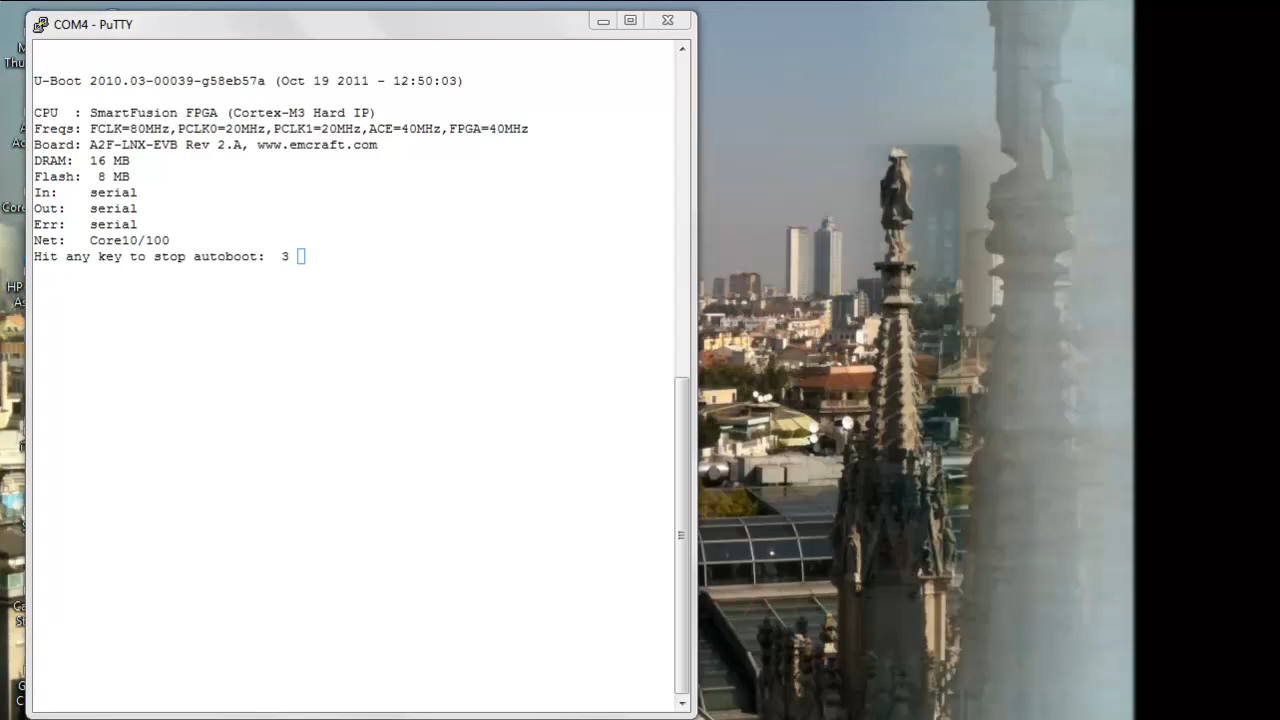 COM4 - PuTTY
U-Boot 2010.03-00039-g58eb57a (Oct 19 2011 - 12:50:03)
CPU  : SmartFusion FPGA (Cortex-M3 Hard IP)
Freqs: FCLK=80MHz,PCLK0=20MHz,PCLK1=20MHz,ACE=40MHz,FPGA=40MHz
Board: A2F-LNX-EVB Rev 2.A, www.emcraft.com
DRAM:  16 MB
Flash:  8 MB
In:    serial
Out:   serial
Err:   serial
Net:   Core10/100
Hit any key to stop autoboot:  3
HP